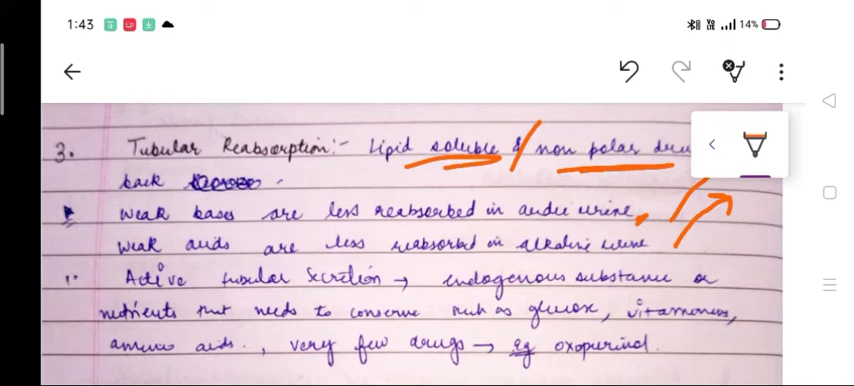 1:43
14%
3. Tubular Reabsorption:- Lipid soluble & non polar
back
Weak bases are less reabsorbed in acidic urine.
Weak acids are less reabsorbed in alkaline urine
Active tubular Secretion → endogenous substance or
nutrients that needs to conserve such as glucose,
amino acids, very few drugs → Eg oxopurinol.